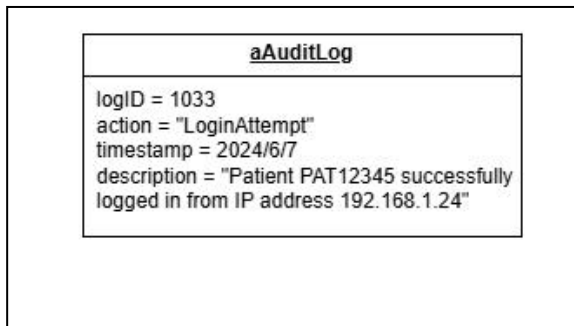 aAuditLog
logID = 1033
action = "LoginAttempt"
timestamp = 2024/6/7
description = "Patient PAT12345 successfully
logged in from IP address 192.168.1.24"